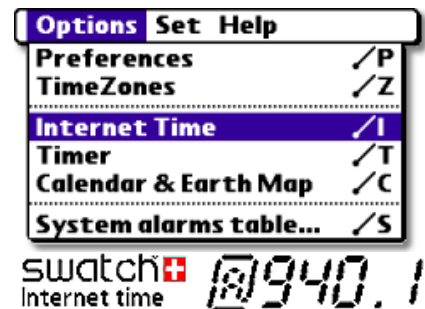 Options Set Help
Preferences /P
TimeZones /Z
Internet Time /I
Timer /T
Calendar & Earth Map /C
System alarms table... /S
swatch
Internet time @940.1